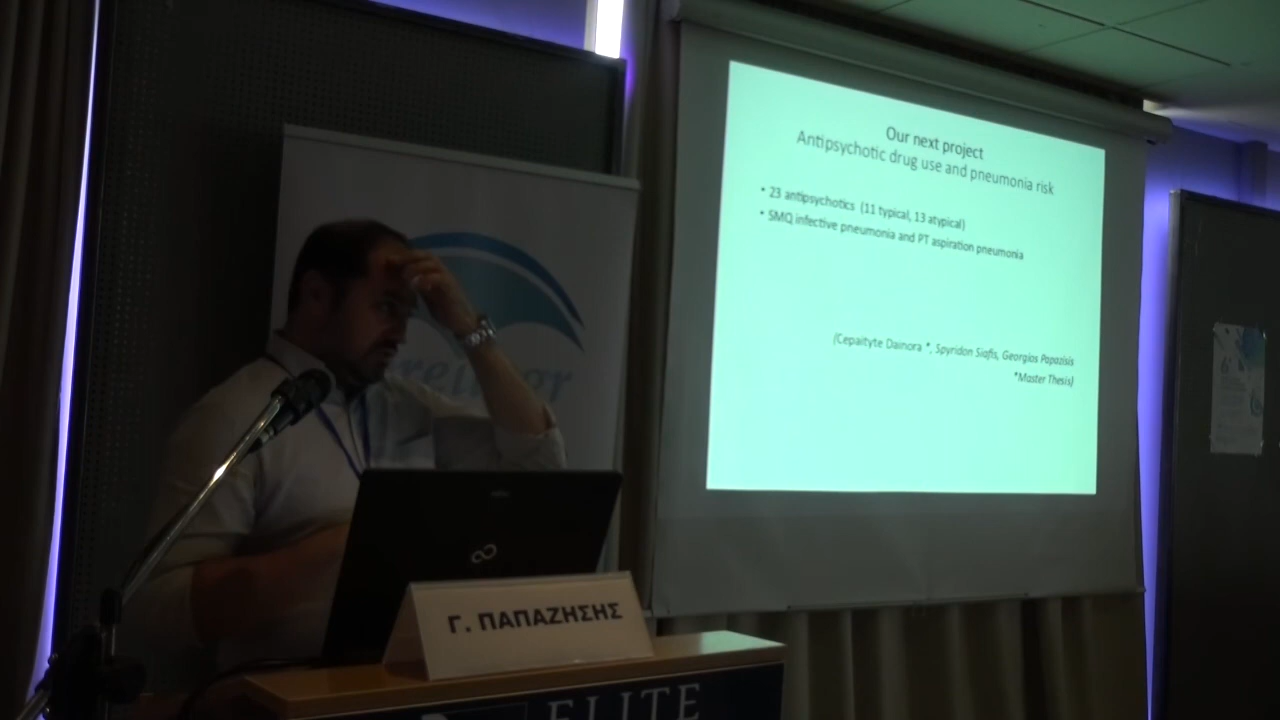 Our next project
Antipsychotic drug use and pneumonia risk
• 23 antipsychotics (11 typical, 13 atypical)
• SMQ infective pneumonia and PT aspiration pneumonia
(Cepaityte Dainora *, Spyridon Siafis, Georgios Papazisis
*Master Thesis)
Γ. ΠΑΠΑΖΗΣΗΣ
ELITE